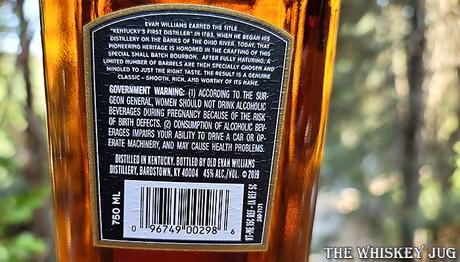 EVAN WILLIAMS EARNED THE TITLE
"KENTUCKY'S FIRST DISTILLER" IN 1783, WHEN HE BEGAN HIS
DISTILLERY ON THE BANKS OF THE OHIO RIVER. TODAY, THAT
PIONEERING HERITAGE IS HONORED IN THE CRAFTING OF THIS
SPECIAL SMALL BATCH BOURBON. AFTER FULLY MATURING, A
LIMITED NUMBER OF BARRELS ARE THEN SPECIALLY CHOSEN AND
MINGLED TO JUST THE RIGHT TASTE. THE RESULT IS A GENUINE
CLASSIC – SMOOTH, RICH, AND WORTHY OF ITS NAME.
GOVERNMENT WARNING: (1) ACCORDING TO THE SUR-
GEON GENERAL, WOMEN SHOULD NOT DRINK ALCOHOLIC
BEVERAGES DURING PREGNANCY BECAUSE OF THE RISK
OF BIRTH DEFECTS. (2) CONSUMPTION OF ALCOHOLIC BEV-
ERAGES IMPAIRS YOUR ABILITY TO DRIVE A CAR OR OP-
ERATE MACHINERY, AND MAY CAUSE HEALTH PROBLEMS.
DISTILLED IN KENTUCKY. BOTTLED BY OLD EVAN WILLIAMS
DISTILLERY, BARDSTOWN, KY 40004 45% ALC/VOL. ©2019
750 ML
0 96749 00298 6
THE WHISKEY JUG